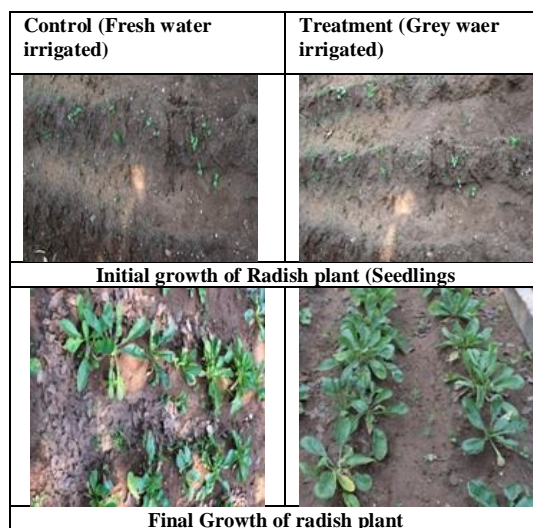 Control (Fresh water
irrigated)
Treatment (Grey waer
irrigated)
Initial growth of Radish plant (Seedlings
Final Growth of radish plant